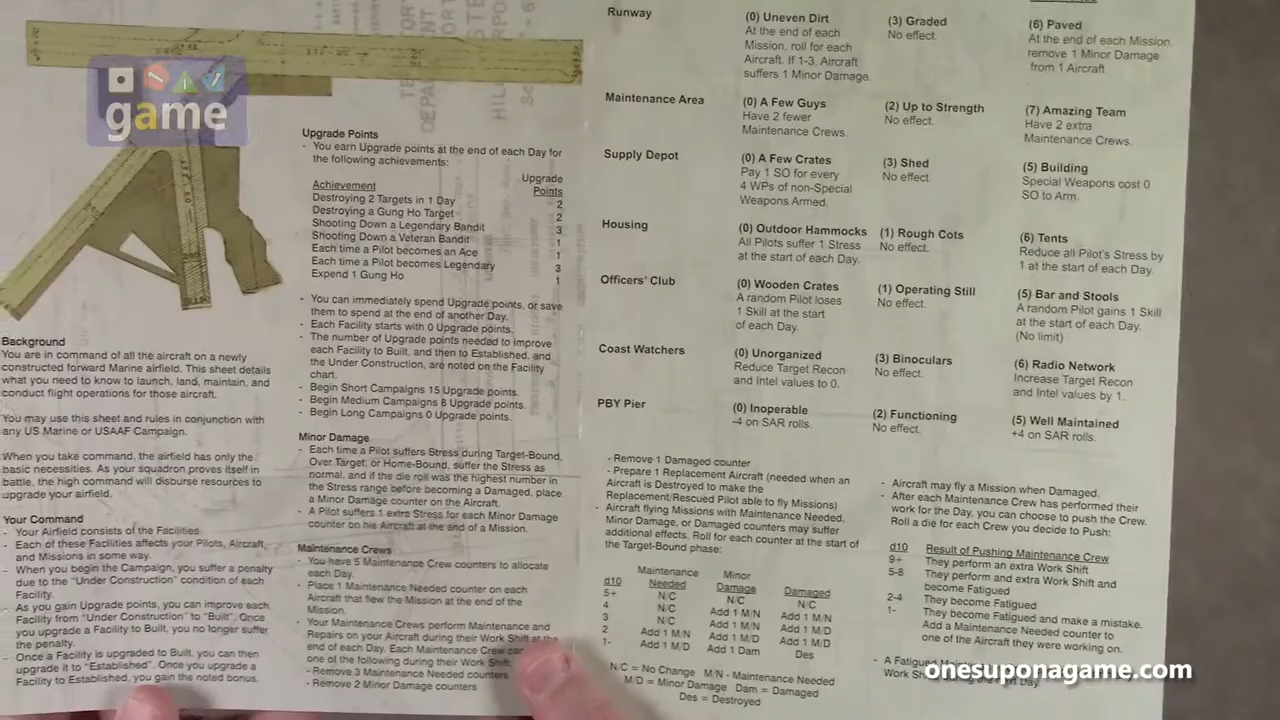 game
Background
You are in command of all the aircraft on a newly
constructed forward Marine airfield. This sheet details
what you need to know to launch, land, maintain, and
conduct flight operations for those aircraft.
You may use this sheet and rules in conjunction with
any US Marine or USAAF Campaign.
When you take command, the airfield has only the
basic necessities. As your squadron proves itself in
battle, the high command will disburse resources to
upgrade your airfield.
Your Command
- Your Airfield consists of the Facilities
- Each of these Facilities affects your Pilots, Aircraft,
and Missions in some way.
- When you begin the Campaign, you suffer a penalty
due to the "Under Construction" condition of each
Facility.
- As you gain Upgrade points, you can improve each
Facility from "Under Construction" to "Built". Once
you upgrade a Facility to Built, you no longer suffer
the penalty.
- Once a Facility is upgraded to Built, you can then
upgrade it to "Established". Once you upgrade a
Facility to Established, you gain the noted bonus.
Upgrade Points
- You earn Upgrade points at the end of each Day for
the following achievements:
Achievement Upgrade Points
Destroying 2 Targets in 1 Day 2
Destroying a Gung Ho Target 2
Shooting Down a Legendary Bandit 3
Shooting Down a Veteran Bandit 1
Each time a Pilot becomes an Ace 1
Each time a Pilot becomes Legendary 3
Expend 1 Gung Ho 1
- You can immediately spend Upgrade points, or save
them to spend at the end of another Day.
- Each Facility starts with 0 Upgrade points.
- The number of Upgrade points needed to improve
each Facility to Built, and then to Established, and
the Under Construction, are noted on the Facility
chart.
- Begin Short Campaigns 15 Upgrade points.
- Begin Medium Campaigns 8 Upgrade points.
- Begin Long Campaigns 0 Upgrade points.
Minor Damage
- Each time a Pilot suffers Stress during Target-Bound,
Over Target, or Home-Bound, suffer the Stress as
normal, and if the die roll was the highest number in
the Stress range before becoming a Damaged, place
a Minor Damage counter on the Aircraft.
- A Pilot suffers 1 extra Stress for each Minor Damage
counter on his Aircraft at the end of a Mission.
Maintenance Crews
- You have 5 Maintenance Crew counters to allocate
each Day.
- Place 1 Maintenance Needed counter on each
Aircraft that flew the Mission at the end of the
Mission.
- Your Maintenance Crews perform Maintenance and
Repairs on your Aircraft during their Work Shift at the
end of each Day. Each Maintenance Crew can
one of the following during their Work Shift.
- Remove 3 Maintenance Needed counters
- Remove 2 Minor Damage counters
Runway
(0) Uneven Dirt
At the end of each
Mission, roll for each
Aircraft. If 1-3, Aircraft
suffers 1 Minor Damage.
(3) Graded
No effect.
(6) Paved
At the end of each Mission,
remove 1 Minor Damage
from 1 Aircraft
Maintenance Area
(0) A Few Guys
Have 2 fewer
Maintenance Crews.
(2) Up to Strength
No effect.
(7) Amazing Team
Have 2 extra
Maintenance Crews.
Supply Depot
(0) A Few Crates
Pay 1 SO for every
4 WPs of non-Special
Weapons Armed.
(3) Shed
No effect.
(5) Building
Special Weapons cost 0
SO to Arm.
Housing
(0) Outdoor Hammocks
All Pilots suffer 1 Stress
at the start of each Day.
(1) Rough Cots
No effect.
(6) Tents
Reduce all Pilot's Stress by
1 at the start of each Day.
Officers' Club
(0) Wooden Crates
A random Pilot loses
1 Skill at the start
of each Day.
(1) Operating Still
No effect.
(5) Bar and Stools
A random Pilot gains 1 Skill
at the start of each Day.
(No limit)
Coast Watchers
(0) Unorganized
Reduce Target Recon
and Intel values to 0.
(3) Binoculars
No effect.
(6) Radio Network
Increase Target Recon
and Intel values by 1.
PBY Pier
(0) Inoperable
-4 on SAR rolls.
(2) Functioning
No effect.
(5) Well Maintained
+4 on SAR rolls.
- Remove 1 Damaged counter
- Prepare 1 Replacement Aircraft (needed when an
Aircraft is Destroyed to make the
Replacement/Rescued Pilot able to fly Missions)
- Aircraft flying Missions with Maintenance Needed,
Minor Damage, or Damaged counters may suffer
additional effects. Roll for each counter at the start of
the Target-Bound phase:
d10 Maintenance Needed Minor Damage Damaged
5+ N/C N/C N/C
4 N/C Add 1 M/N Add 1 M/N
3 N/C Add 1 M/N Add 1 M/D
2 Add 1 M/N Add 1 M/D Add 1 M/D
1- Add 1 M/D Add 1 Dam Des
N/C = No Change M/N - Maintenance Needed
M/D = Minor Damage Dam = Damaged
Des = Destroyed
- Aircraft may fly a Mission when Damaged.
- After each Maintenance Crew has performed their
work for the Day, you can choose to push the Crew.
Roll a die for each Crew you decide to Push:
d10 Result of Pushing Maintenance Crew
9+ They perform an extra Work Shift
5-8 They perform and extra Work Shift and
become Fatigued
2-4 They become Fatigued
1- They become Fatigued and make a mistake.
Add a Maintenance Needed counter to
one of the Aircraft they were working on.
- A Fatigued
Work Day.
onesuponagame.com